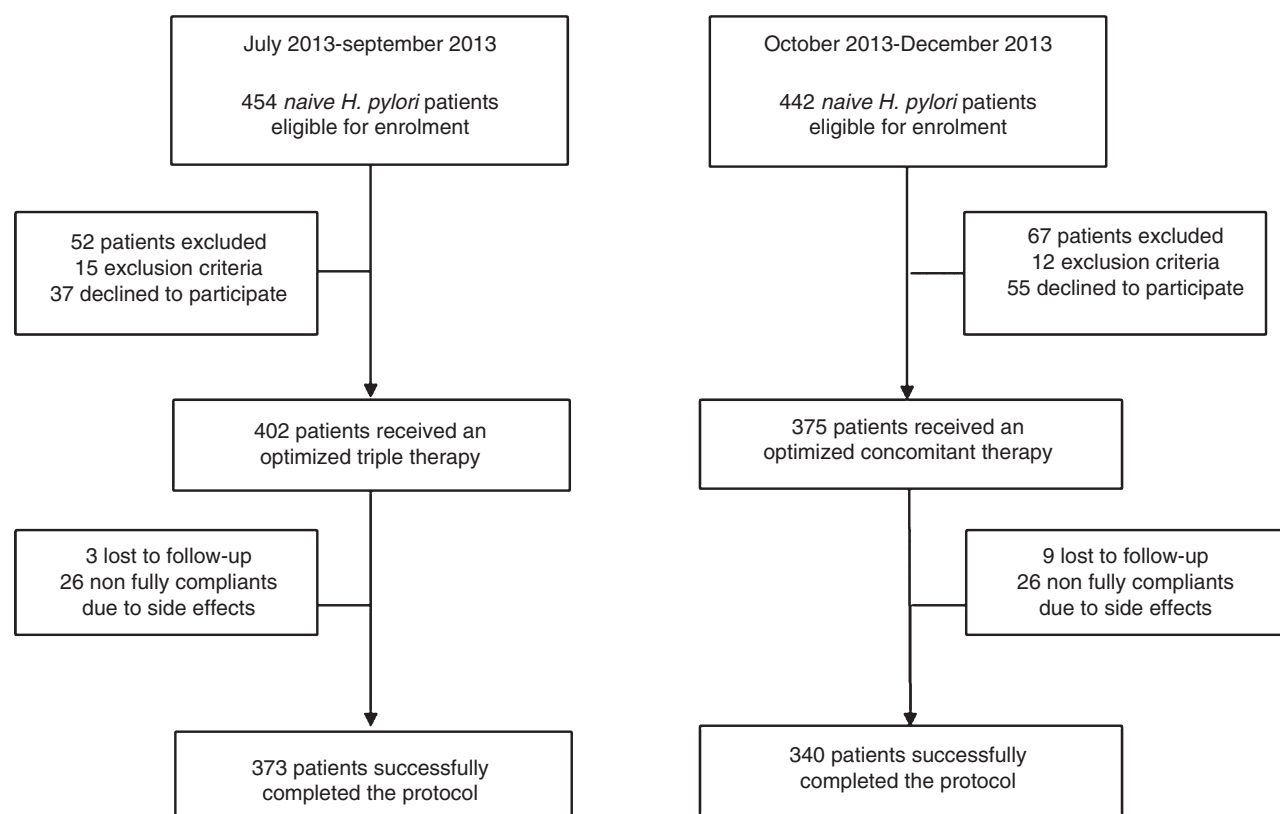 July 2013-september 2013
454 naive H. pylori patients
eligible for enrolment
52 patients excluded
15 exclusion criteria
37 declined to participate
402 patients received an
optimized triple therapy
3 lost to follow-up
26 non fully compliants
due to side effects
373 patients successfully
completed the protocol
October 2013-December 2013
442 naive H. pylori patients
eligible for enrolment
67 patients excluded
12 exclusion criteria
55 declined to participate
375 patients received an
optimized concomitant therapy
9 lost to follow-up
26 non fully compliants
due to side effects
340 patients successfully
completed the protocol